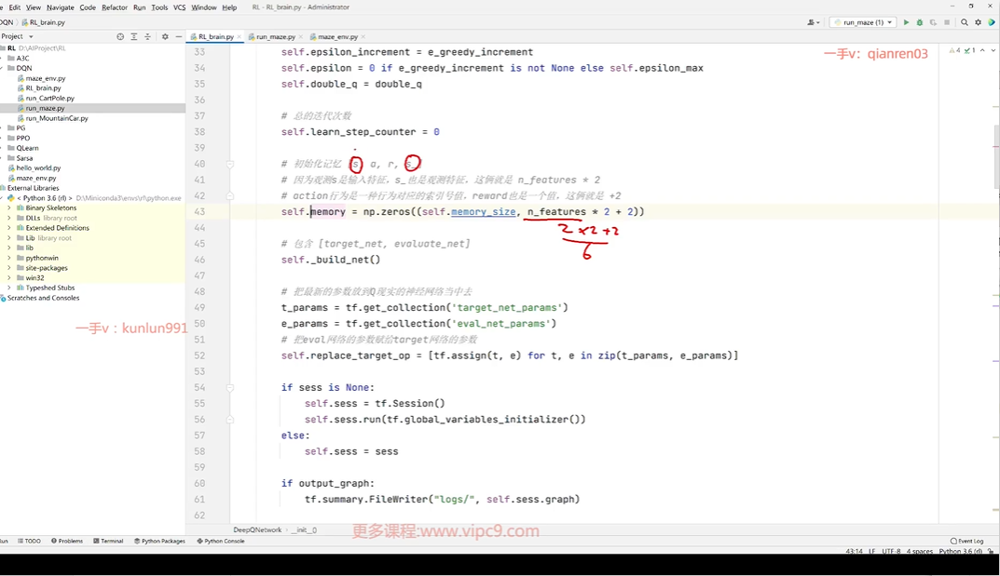 e Edit View Navigate Code Refactor Run Tools VCS Window Help RL - RL_brain.py - Administrator
DQN RL_brain.py run_maze (1)
Project RL_brain.py run_maze.py maze_env.py
RL D:\AIProject\RL
A3C
DQN
maze_env.py
RL_brain.py
run_CartPole.py
run_maze.py
run_MountainCar.py
PG
PPO
QLearn
Sarsa
hello_world.py
maze_env.py
External Libraries
< Python 3.6 (rl) > D:\Miniconda3\envs\rl\python.exe
Binary Skeletons
DLLs library root
Extended Definitions
Lib library root
lib
pythonwin
site-packages
win32
Typeshed Stubs
Scratches and Consoles
一手v：kunlun991
一手v：qianren03
4 1
33 self.epsilon_increment = e_greedy_increment
34 self.epsilon = 0 if e_greedy_increment is not None else self.epsilon_max
35 self.double_q = double_q
36
37 # 总的迭代次数
38 self.learn_step_counter = 0
39
40 # 初始化记忆 [s, a, r, s_]
41 # 因为观测s是输入特征，s_也是观测特征，这俩就是 n_features * 2
42 # action行为是一种行为对应的索引号值，reward也是一个值，这俩就是 +2
43 self.memory = np.zeros((self.memory_size, n_features * 2 + 2))
44
2×2+2
6
45 # 包含 [target_net, evaluate_net]
46 self._build_net()
47
48 # 把最新的参数放到Q现实的神经网络当中去
49 t_params = tf.get_collection('target_net_params')
50 e_params = tf.get_collection('eval_net_params')
51 # 把eval网络的参数赋给target网络的参数
52 self.replace_target_op = [tf.assign(t, e) for t, e in zip(t_params, e_params)]
53
54 if sess is None:
55 self.sess = tf.Session()
56 self.sess.run(tf.global_variables_initializer())
57 else:
58 self.sess = sess
59
60 if output_graph:
61 tf.summary.FileWriter("logs/", self.sess.graph)
62
DeepQNetwork › __init__()
更多课程:www.vipc9.com
Run TODO Problems Terminal Python Packages Python Console Event Log
43:14 LF UTF-8 4 spaces Python 3.6 (rl)